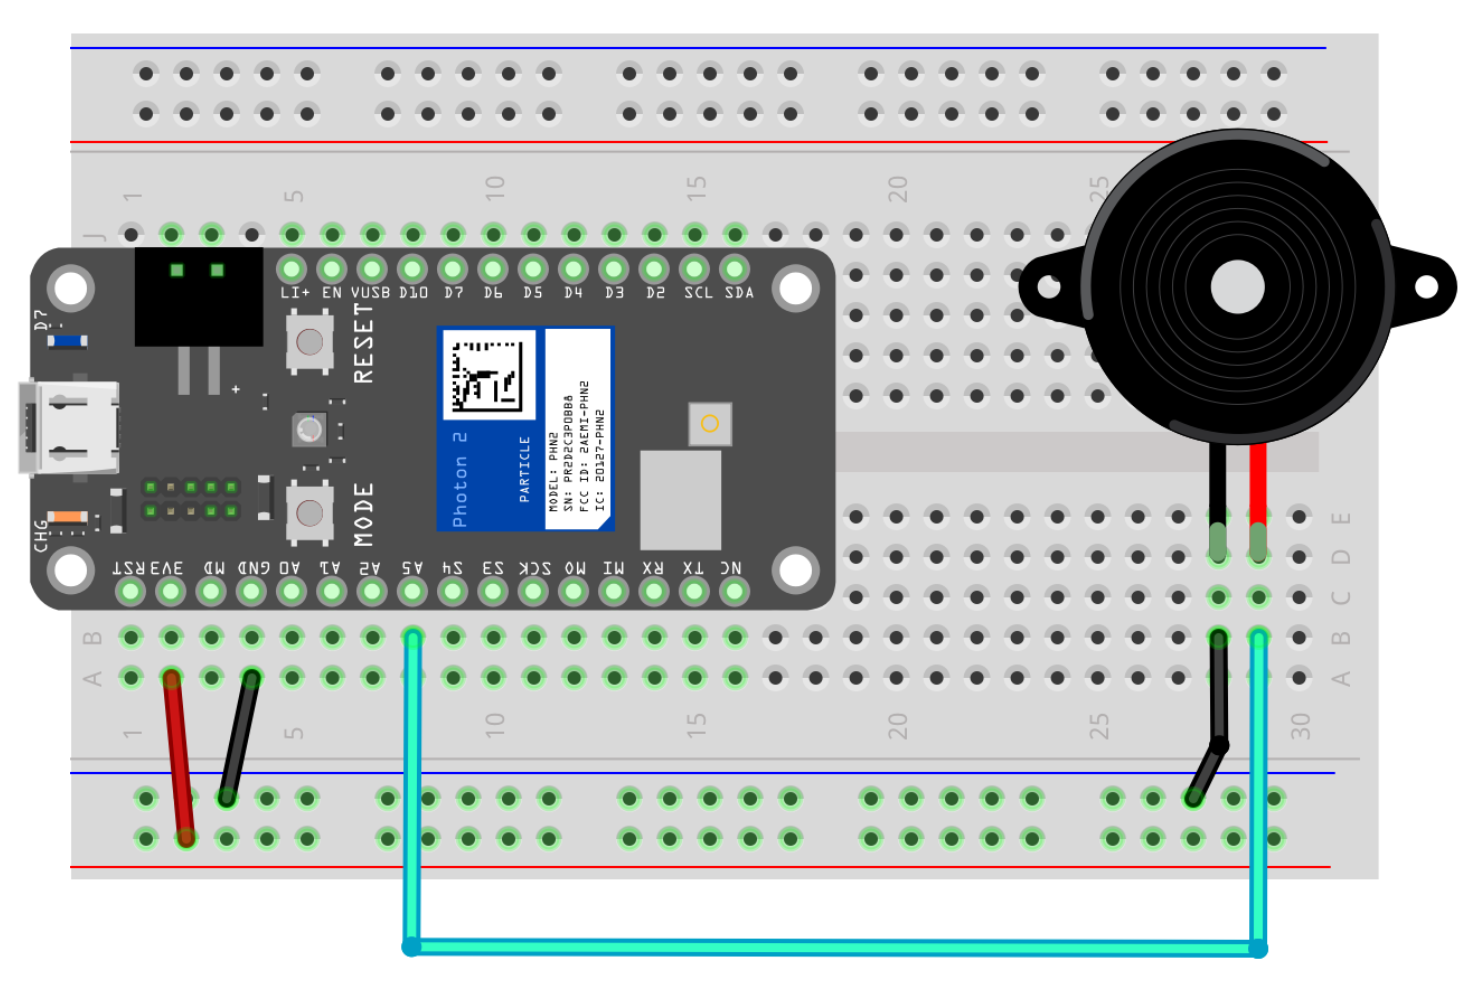 1 5 10 15 20 25
J
LI+ EN VUSB D10 D7 D6 D5 D4 D3 D2 SCL SDA
D7
RESET
+
Photon 2
PARTICLE
MODEL: PHN2
SN: PR2D2C3P0BB8
FCC ID: 2AEMI-PHN2
IC: 20127-PHN2
MODE
CHG
RST 3V3 MD GND A0 A1 A2 A5 S4 S3 SCK MO MI RX TX NC
E
D
C
B B
A A
1 5 10 15 20 25 30